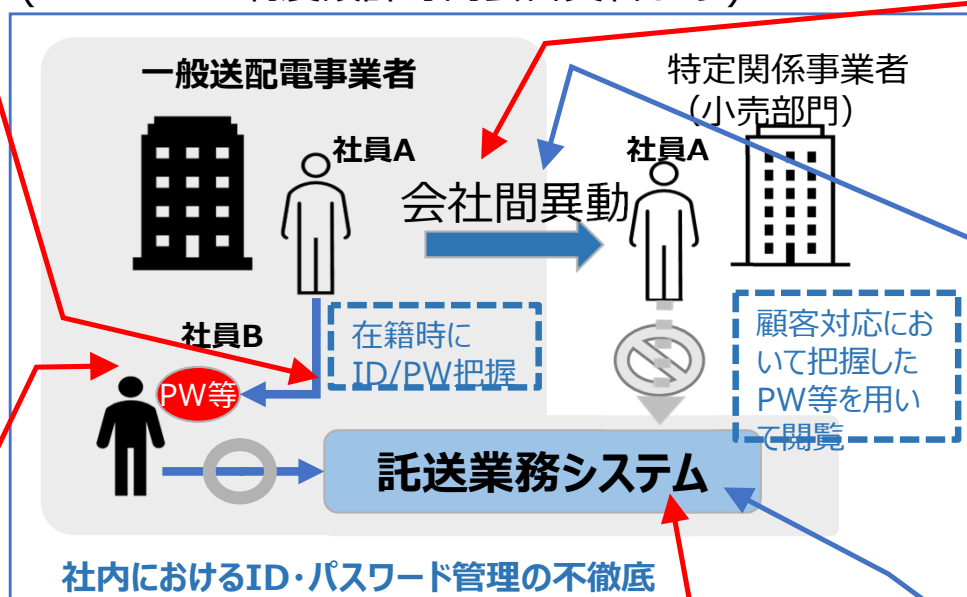 一般送配電事業者
特定関係事業者
（小売部門）
社員A
社員A
会社間異動
社員B
在籍時に
ID/PW把握
PW等
顧客対応にお
いて把握した
PW等を用い
て閲覧
託送業務システム
社内におけるID・パスワード管理の不徹底